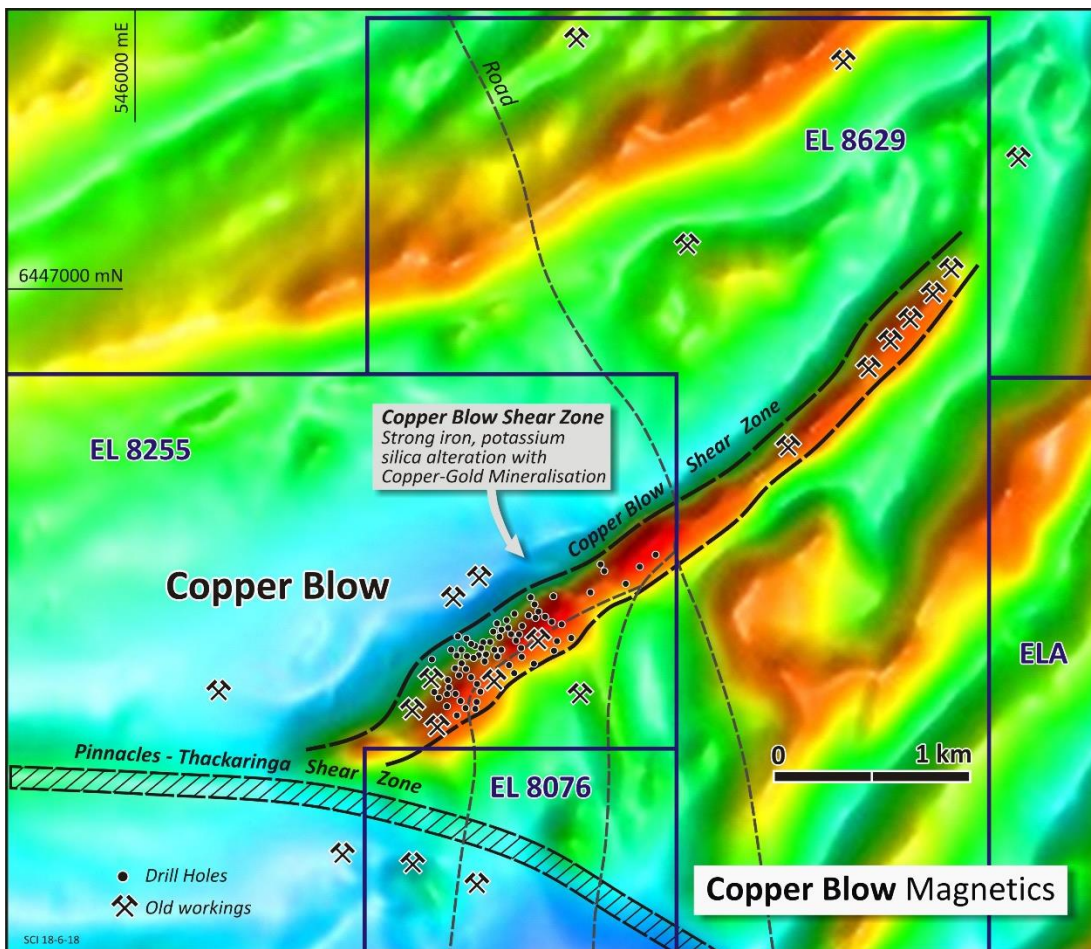 546000 mE
Road
EL 8629
6447000 mN
EL 8255
Copper Blow Shear Zone
Strong iron, potassium
silica alteration with
Copper-Gold Mineralisation
Copper Blow Shear Zone
Copper Blow
ELA
Pinnacles - Thackaringa Shear Zone
EL 8076
0 1 km
Drill Holes
Old workings
Copper Blow Magnetics
SCI 18-6-18